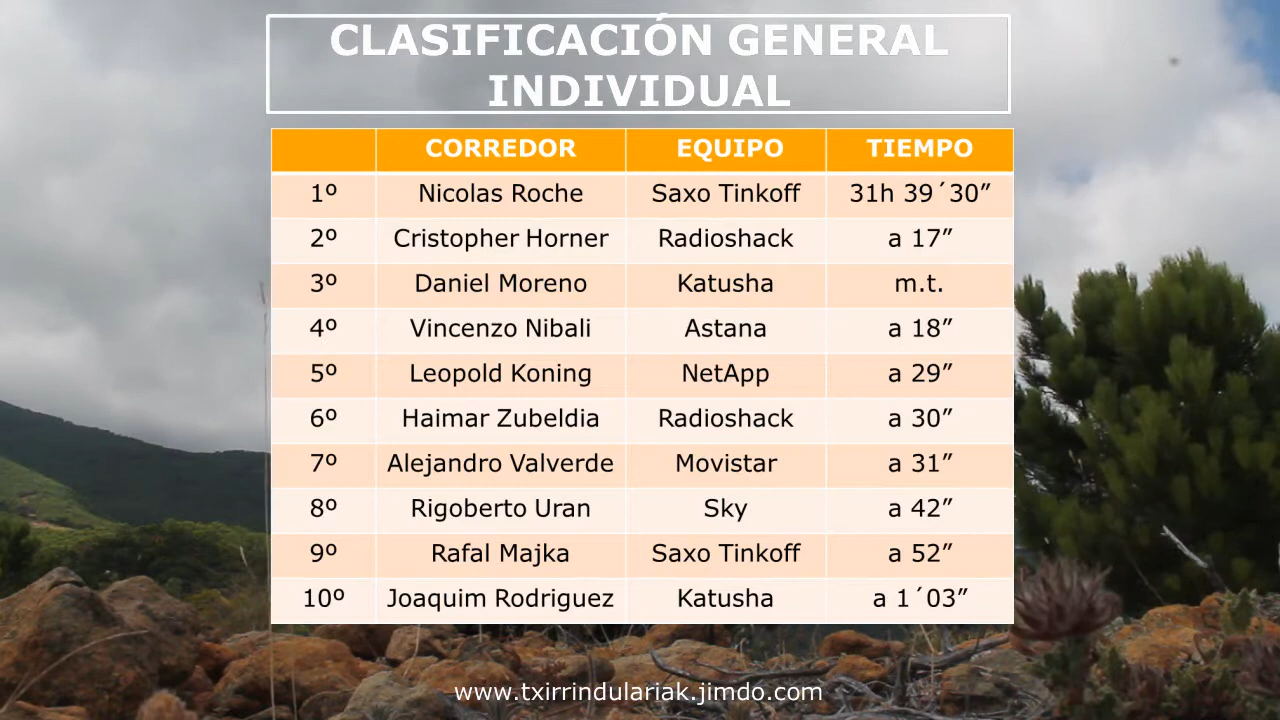 CLASIFICACIÓN GENERAL
INDIVIDUAL
CORREDOR EQUIPO TIEMPO
1º Nicolas Roche Saxo Tinkoff 31h 39´30”
2º Cristopher Horner Radioshack a 17”
3º Daniel Moreno Katusha m.t.
4º Vincenzo Nibali Astana a 18”
5º Leopold Koning NetApp a 29”
6º Haimar Zubeldia Radioshack a 30”
7º Alejandro Valverde Movistar a 31”
8º Rigoberto Uran Sky a 42”
9º Rafal Majka Saxo Tinkoff a 52”
10º Joaquim Rodriguez Katusha a 1´03”
www.txirrindulariak.jimdo.com